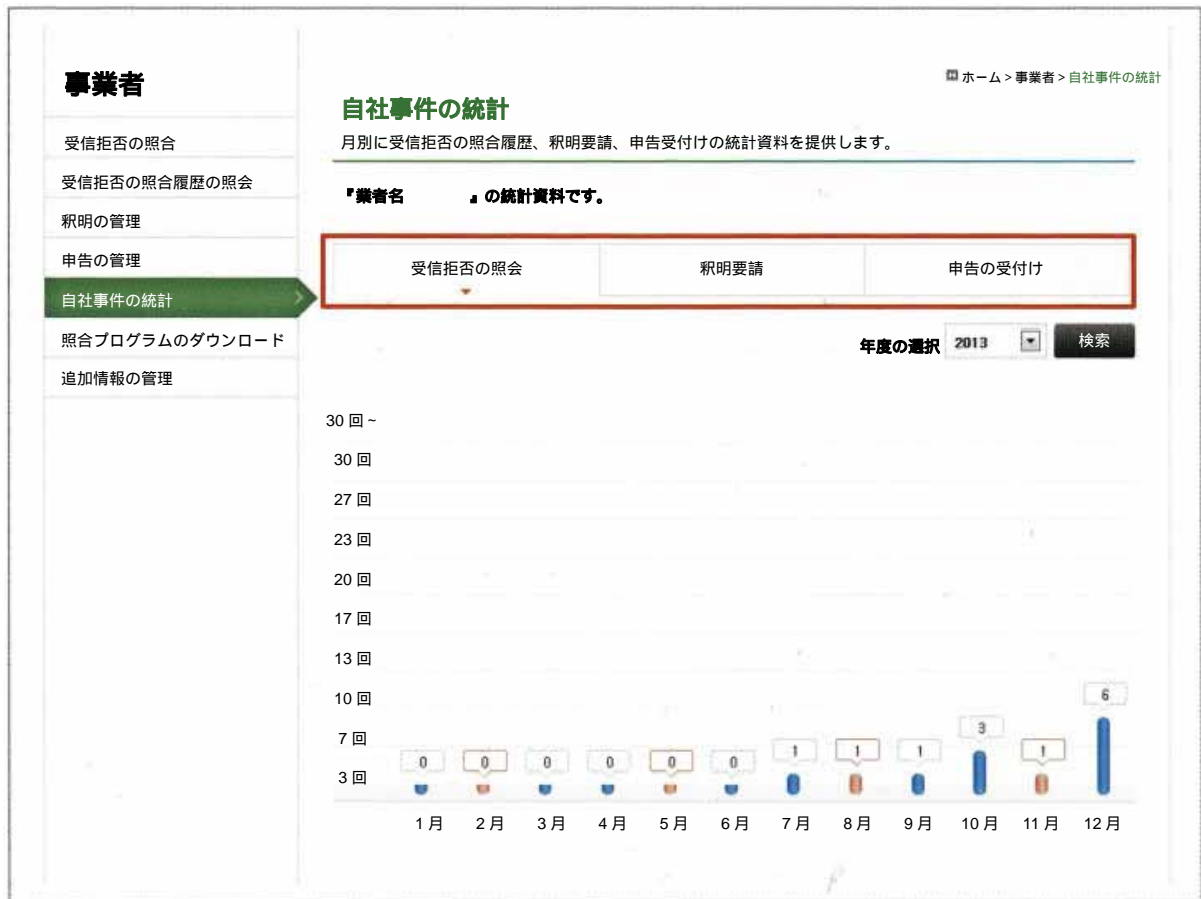 事業者
受信拒否の照合
受信拒否の照合履歴の照会
釈明の管理
申告の管理
自社事件の統計
照合プログラムのダウンロード
追加情報の管理
ホーム > 事業者 > 自社事件の統計
自社事件の統計
月別に受信拒否の照合履歴、釈明要請、申告受付けの統計資料を提供します。
『業者名　　　』の統計資料です。
受信拒否の照会 釈明要請 申告の受付け
年度の選択 2013 検索
30 回 ~
30 回
27 回
23 回
20 回
17 回
13 回
10 回
7 回
3 回
0 0 0 0 0 0 1 1 1 3 1 6
1 月 2 月 3 月 4 月 5 月 6 月 7 月 8 月 9 月 10 月 11 月 12 月